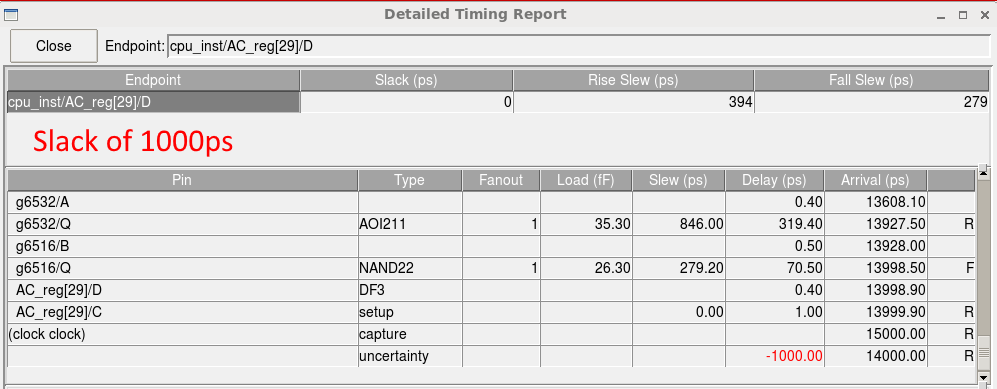 Detailed Timing Report
Close Endpoint: cpu_inst/AC_reg[29]/D
Endpoint Slack (ps) Rise Slew (ps) Fall Slew (ps)
cpu_inst/AC_reg[29]/D 0 394 279
Slack of 1000ps
Pin Type Fanout Load (fF) Slew (ps) Delay (ps) Arrival (ps)
g6532/A 0.40 13608.10
g6532/Q AOI211 1 35.30 846.00 319.40 13927.50 R
g6516/B 0.50 13928.00
g6516/Q NAND22 1 26.30 279.20 70.50 13998.50 F
AC_reg[29]/D DF3 0.40 13998.90
AC_reg[29]/C setup 0.00 1.00 13999.90 R
(clock clock) capture 15000.00 R
uncertainty -1000.00 14000.00 R